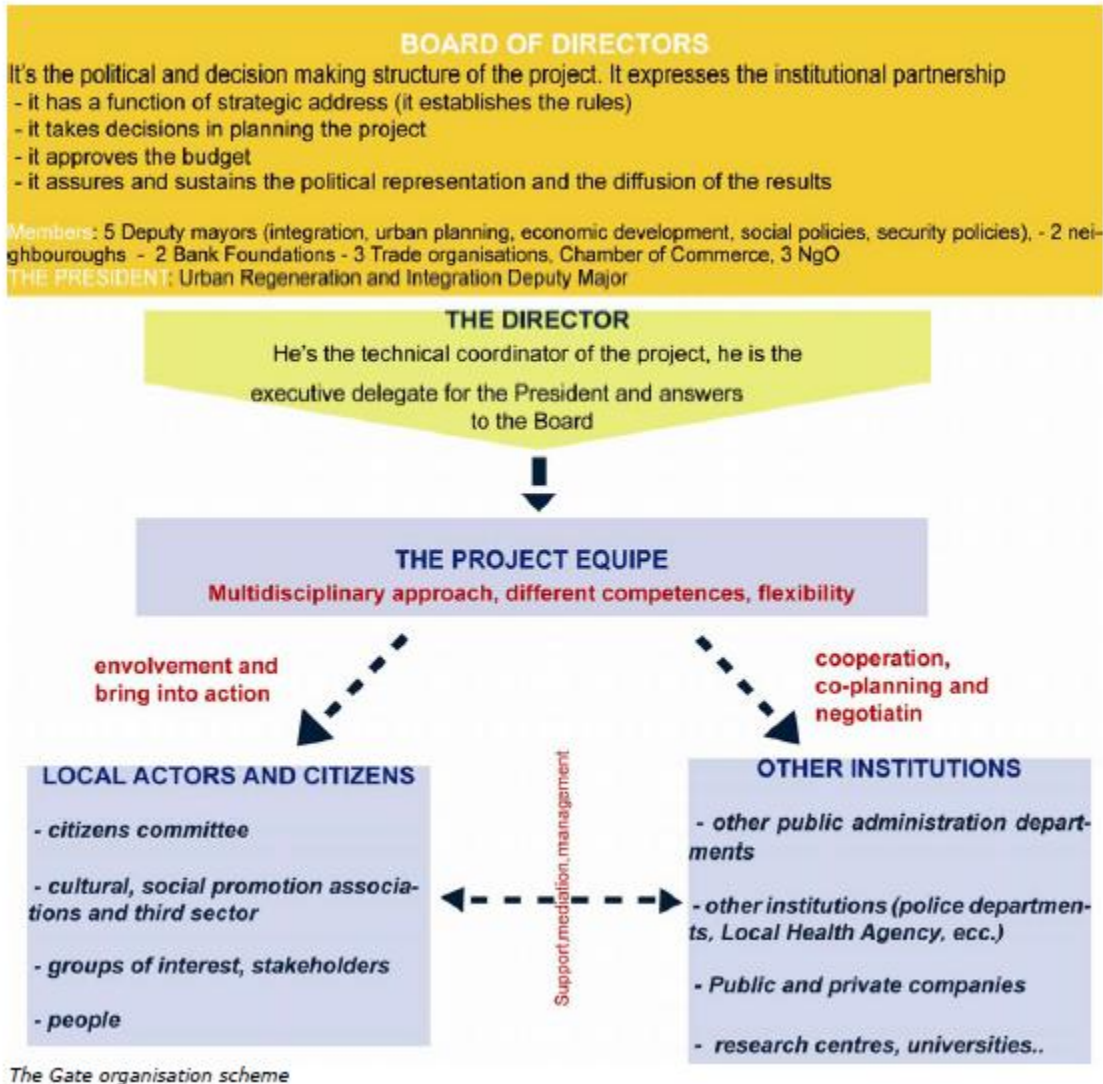 BOARD OF DIRECTORS
It's the political and decision making structure of the project. It expresses the institutional partnership
- it has a function of strategic address (it establishes the rules)
- it takes decisions in planning the project
- it approves the budget
- it assures and sustains the political representation and the diffusion of the results
Members: 5 Deputy mayors (integration, urban planning, economic development, social policies, security policies), - 2 nei-
ghbouroughs - 2 Bank Foundations - 3 Trade organisations, Chamber of Commerce, 3 NgO
THE PRESIDENT: Urban Regeneration and Integration Deputy Major
THE DIRECTOR
He's the technical coordinator of the project, he is the
executive delegate for the President and answers
to the Board
THE PROJECT EQUIPE
Multidisciplinary approach, different competences, flexibility
envolvement and
bring into action
cooperation,
co-planning and
negotiatin
LOCAL ACTORS AND CITIZENS
- citizens committee
- cultural, social promotion associa-
tions and third sector
- groups of interest, stakeholders
- people
Support,mediation,management
OTHER INSTITUTIONS
- other public administration depart-
ments
- other institutions (police departmen-
ts, Local Health Agency, ecc.)
- Public and private companies
- research centres, universities..
The Gate organisation scheme